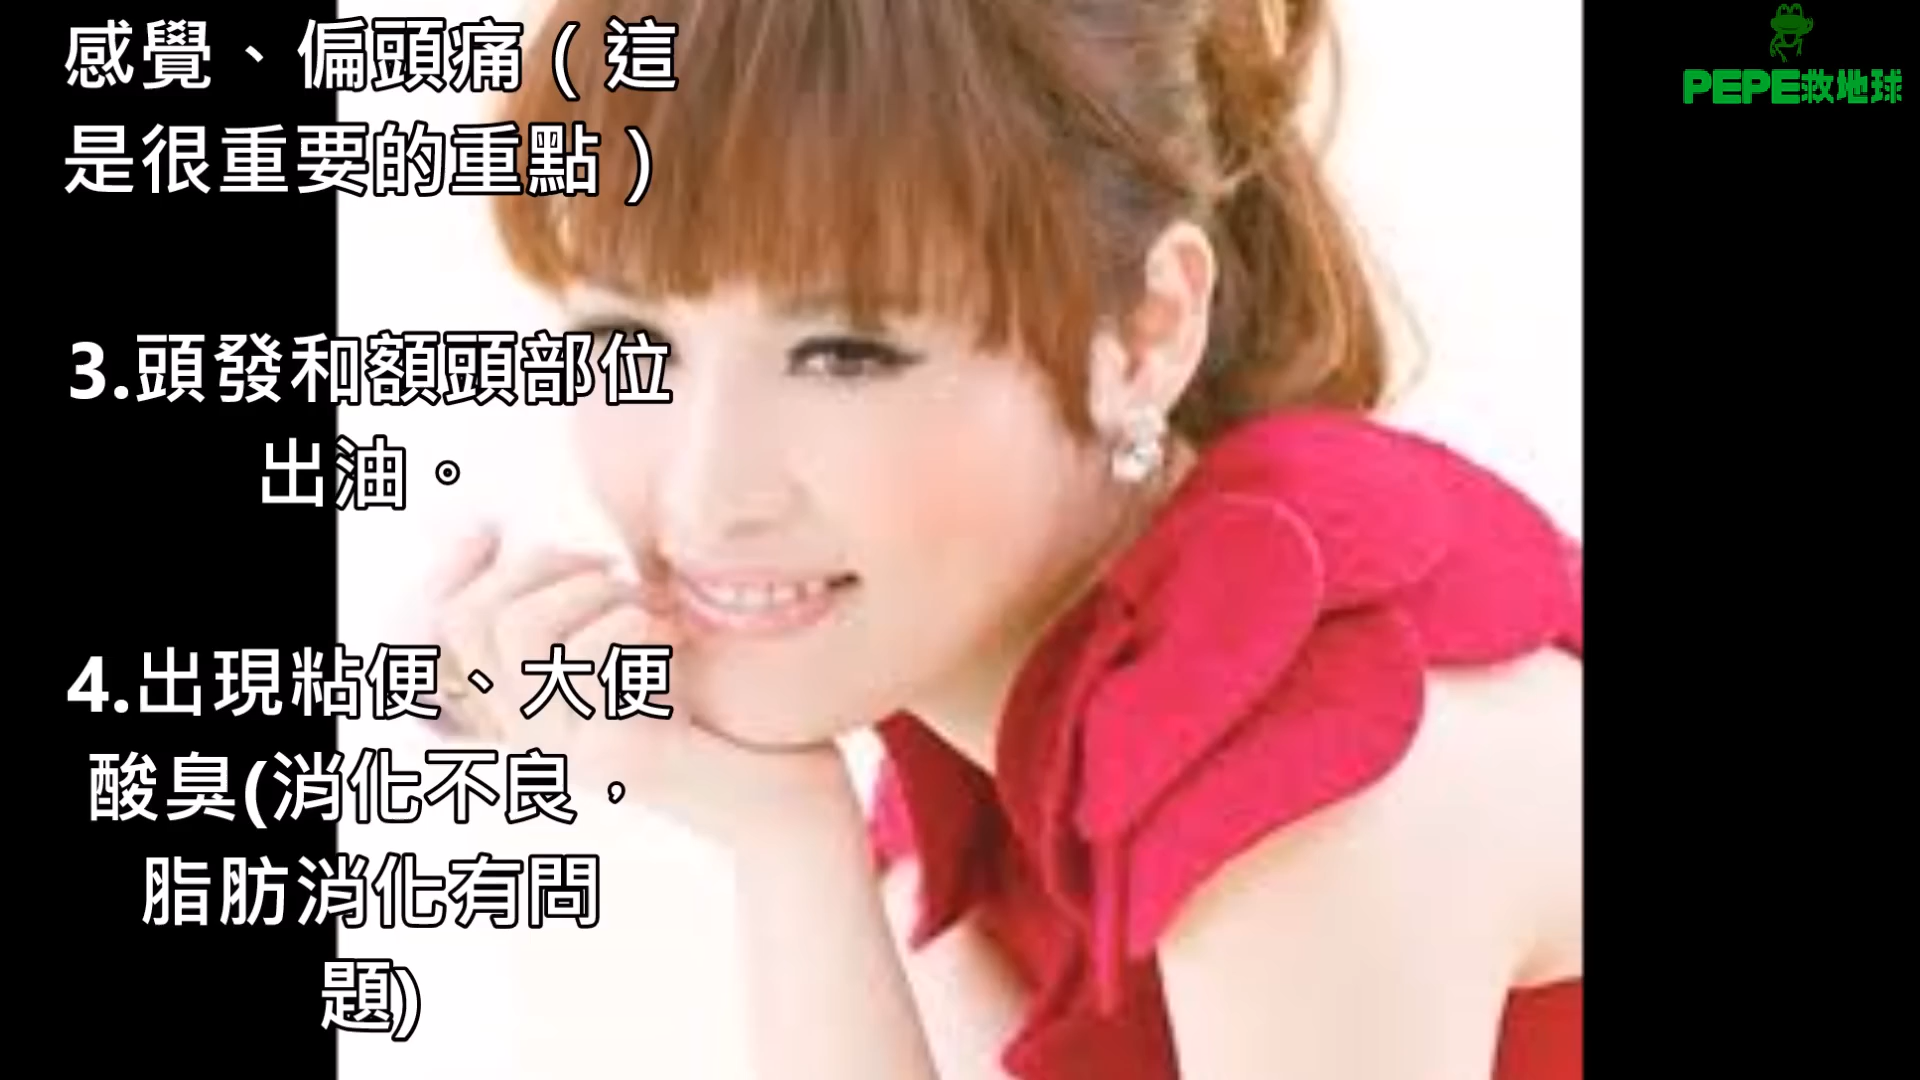 感覺、偏頭痛（這
是很重要的重點）
3.頭發和額頭部位
出油。
4.出現粘便、大便
酸臭(消化不良，
脂肪消化有問
題)
PEPE救地球